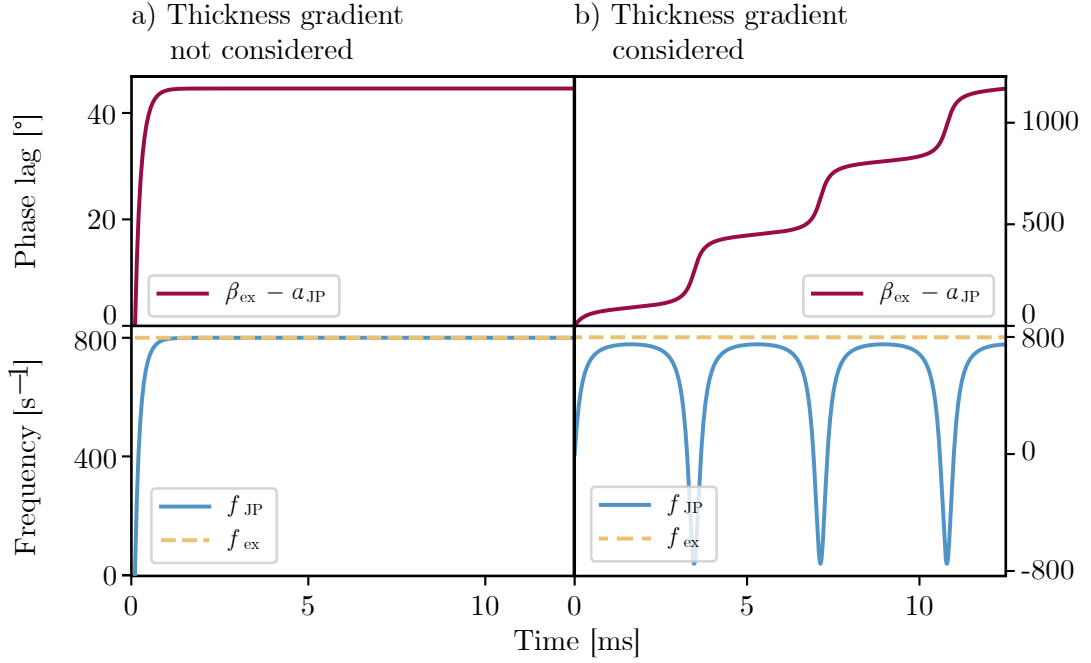 a) Thickness gradient
not considered
b) Thickness gradient
considered
Phase lag [°]
40
20
0
β_ex − a_JP
1000
500
0
β_ex − a_JP
Frequency [s⁻¹]
800
400
0
f_JP
f_ex
800
0
-800
f_JP
f_ex
0
5
10
0
5
10
Time [ms]